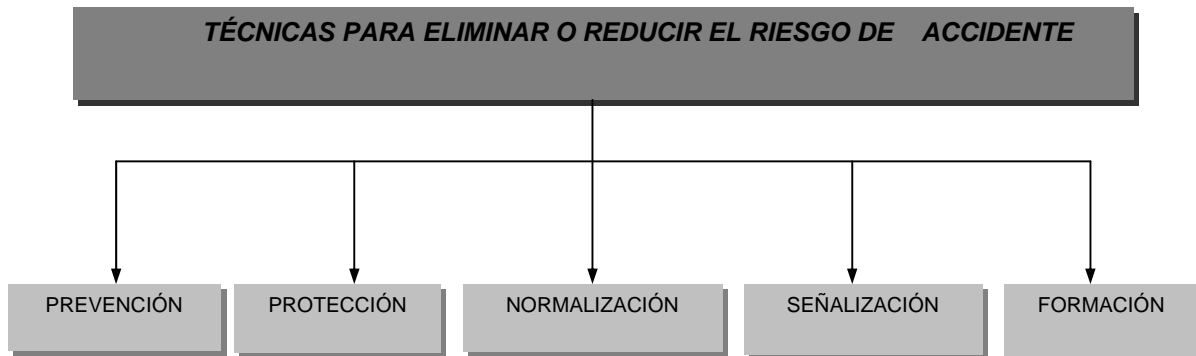 TÉCNICAS PARA ELIMINAR O REDUCIR EL RIESGO DE ACCIDENTE
PREVENCIÓN
PROTECCIÓN
NORMALIZACIÓN
SEÑALIZACIÓN
FORMACIÓN